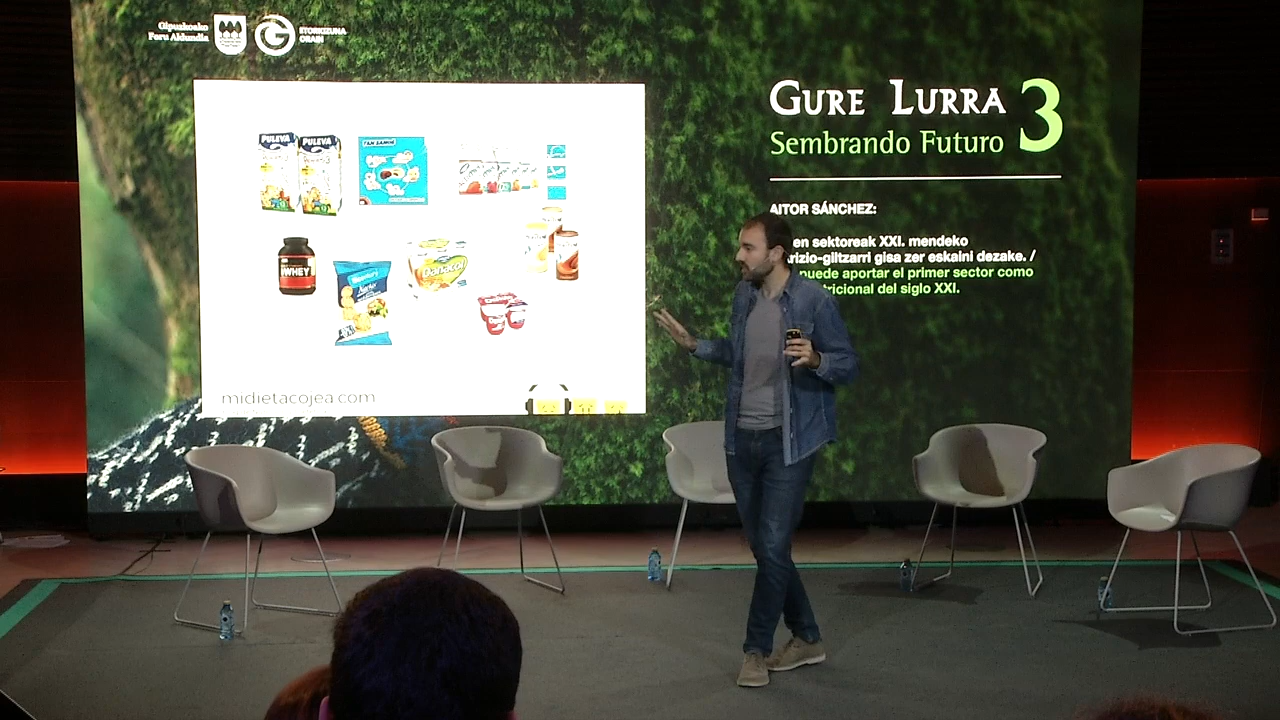 Gipuzkoako
Foru Aldundia
ETORKIZUNA
ORAIN
GURE LURRA 3
Sembrando Futuro
AITOR SÁNCHEZ:
en sektoreak XXI. mendeko
rizio-giltzarri gisa zer eskaini dezake. /
puede aportar el primer sector como
tricional del siglo XXI.
PULEVA PULEVA
WHEY
Danacol
midietacojea.com